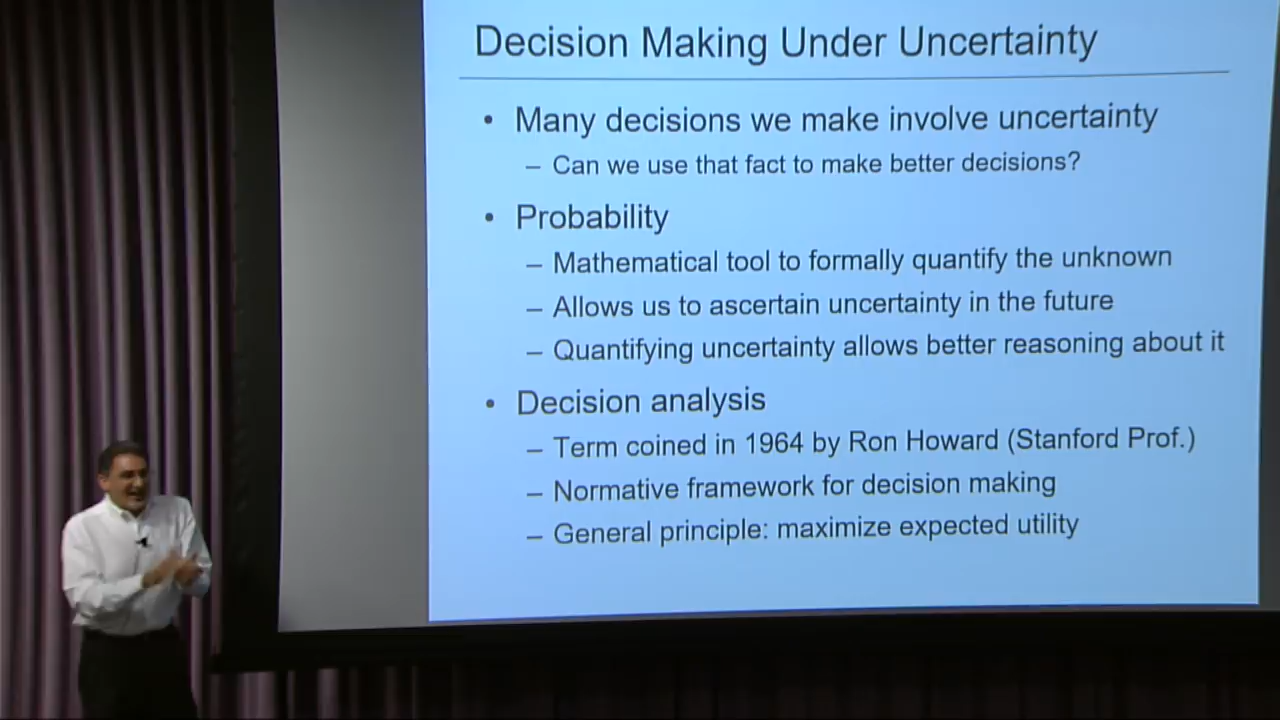 Decision Making Under Uncertainty
• Many decisions we make involve uncertainty
– Can we use that fact to make better decisions?
• Probability
– Mathematical tool to formally quantify the unknown
– Allows us to ascertain uncertainty in the future
– Quantifying uncertainty allows better reasoning about it
• Decision analysis
– Term coined in 1964 by Ron Howard (Stanford Prof.)
– Normative framework for decision making
– General principle: maximize expected utility